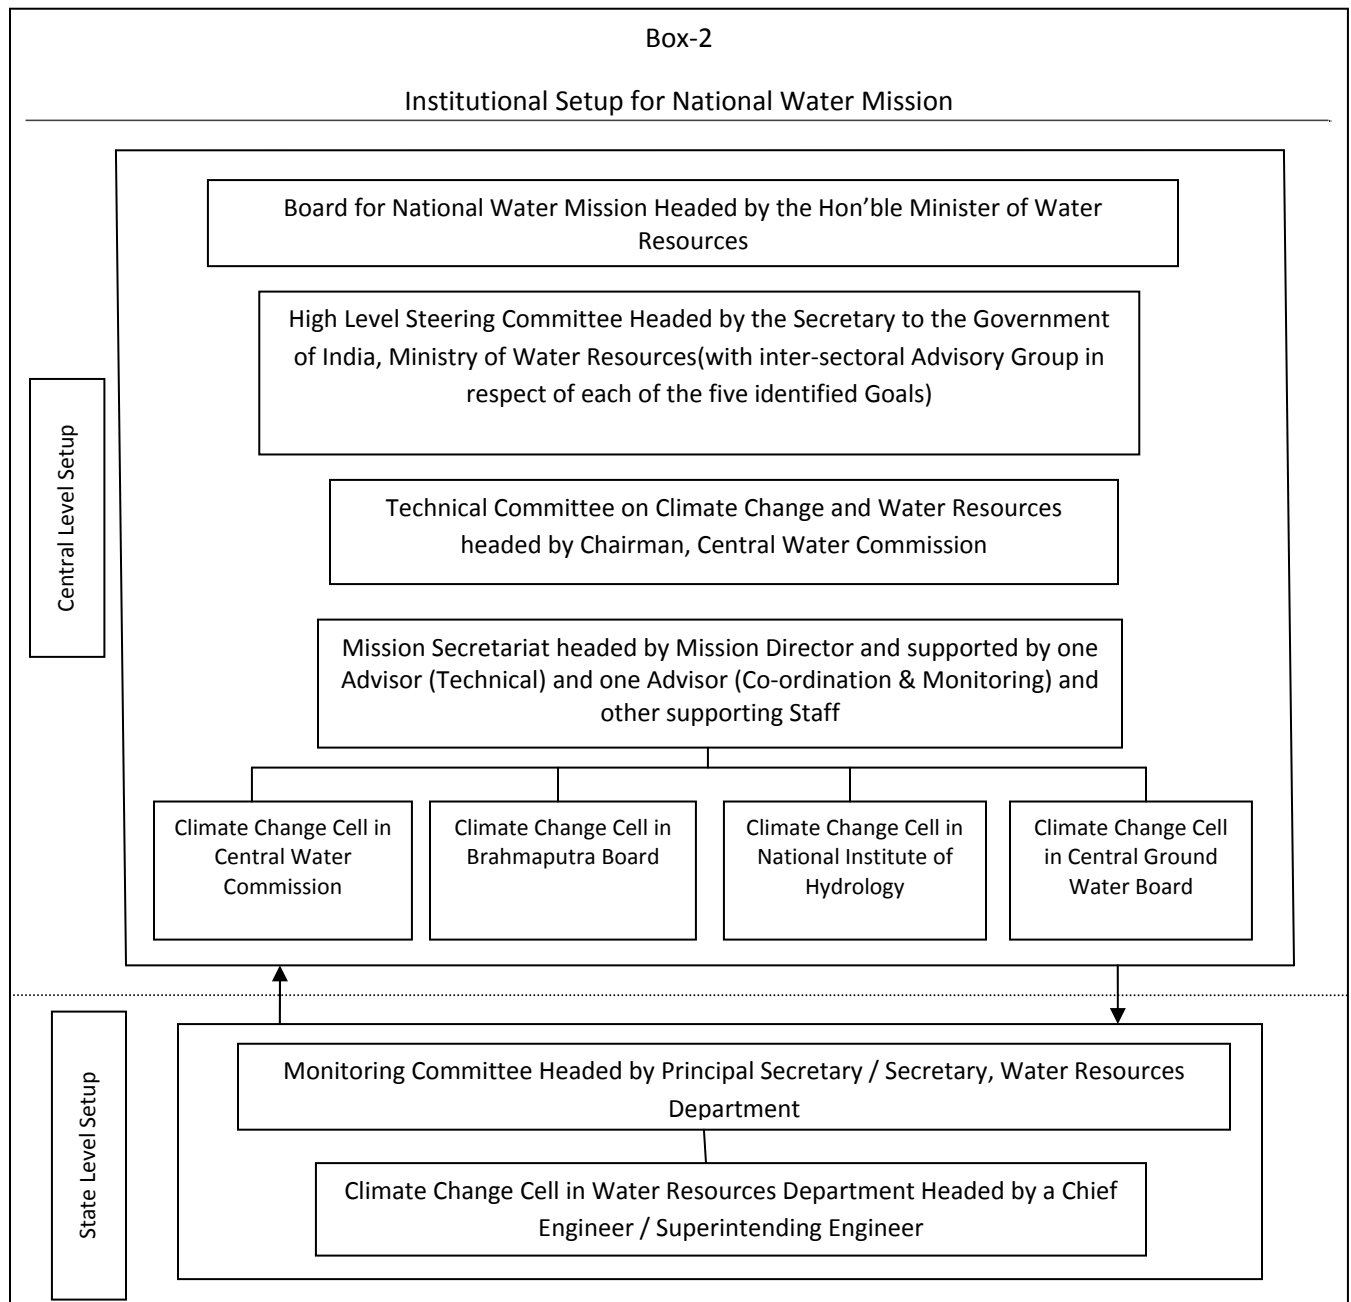 Box-2
Institutional Setup for National Water Mission
Central Level Setup
Board for National Water Mission Headed by the Hon’ble Minister of Water
Resources
High Level Steering Committee Headed by the Secretary to the Government
of India, Ministry of Water Resources(with inter-sectoral Advisory Group in
respect of each of the five identified Goals)
Technical Committee on Climate Change and Water Resources
headed by Chairman, Central Water Commission
Mission Secretariat headed by Mission Director and supported by one
Advisor (Technical) and one Advisor (Co-ordination & Monitoring) and
other supporting Staff
Climate Change Cell in
Central Water
Commission
Climate Change Cell in
Brahmaputra Board
Climate Change Cell in
National Institute of
Hydrology
Climate Change Cell
in Central Ground
Water Board
State Level Setup
Monitoring Committee Headed by Principal Secretary / Secretary, Water Resources
Department
Climate Change Cell in Water Resources Department Headed by a Chief
Engineer / Superintending Engineer